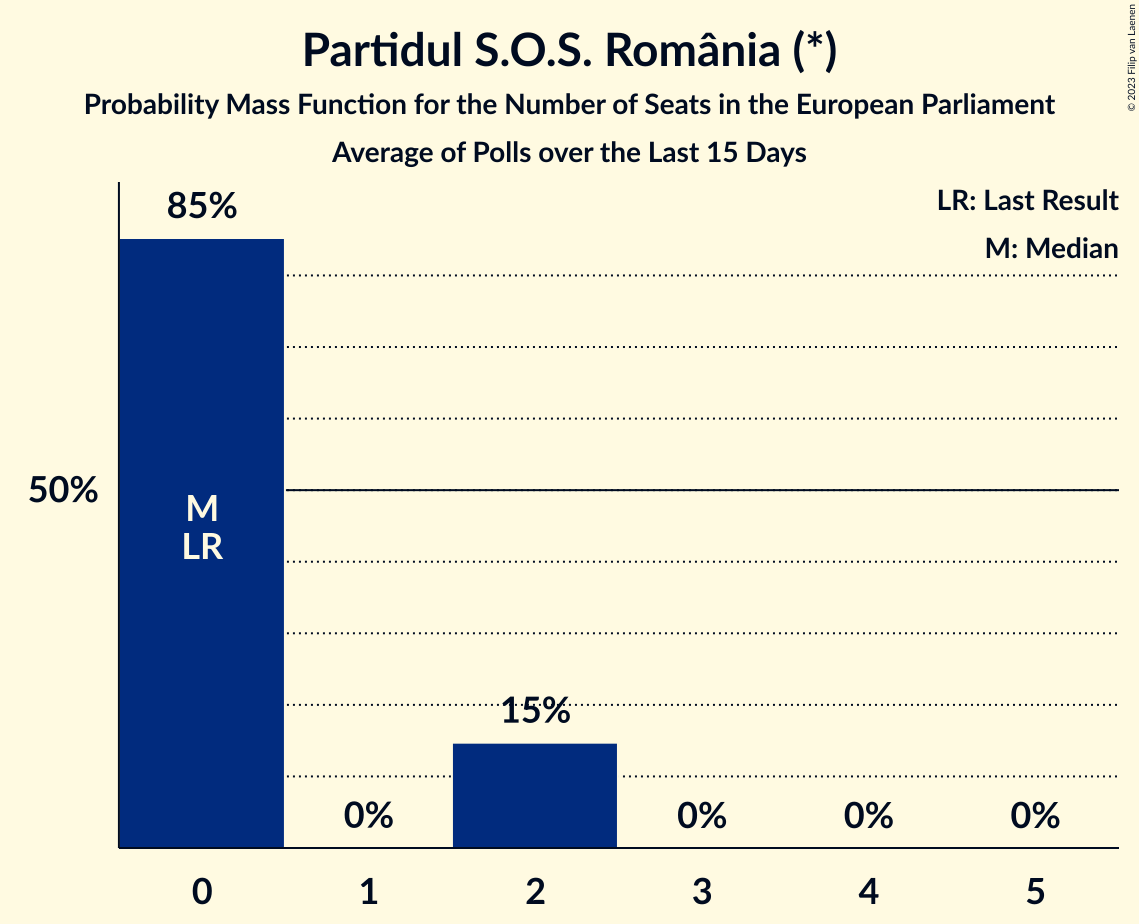 Partidul S.O.S. România (*)
Probability Mass Function for the Number of Seats in the European Parliament
Average of Polls over the Last 15 Days
© 2023 Filip van Laenen
LR: Last Result
M: Median
85%
50%
M
LR
15%
0%
0%
0%
0%
0 1 2 3 4 5